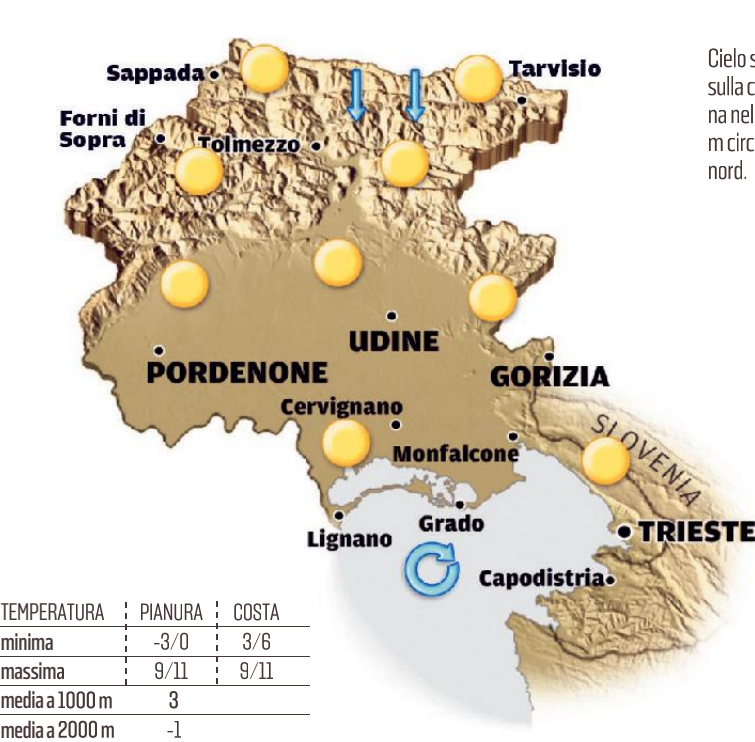 Cielo s
sulla c
na nel
m circ
nord.
Sappada
Tarvisio
Forni di
Sopra
Tolmezzo
UDINE
PORDENONE
GORIZIA
Cervignano
Monfalcone
SLOVENIA
Grado
Lignano
TRIESTE
Capodistria
TEMPERATURA PIANURA COSTA
minima -3/0 3/6
massima 9/11 9/11
media a 1000 m 3
media a 2000 m -1